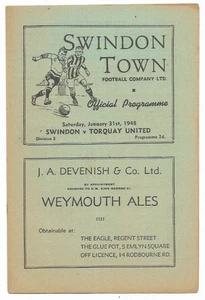 SWINDON
TOWN
FOOTBALL COMPANY LTD.
Official Programme
Saturday, January 31st, 1948
SWINDON v TORQUAY UNITED
Division 3
Programme 2d.
J. A. DEVENISH & Co. Ltd.
BY APPOINTMENT
WEYMOUTH ALES
Obtainable at:
THE EAGLE, REGENT STREET
THE GLUE POT, 5 EMLYN SQUARE
OFF LICENCE, 14 RODBOURNE RD.